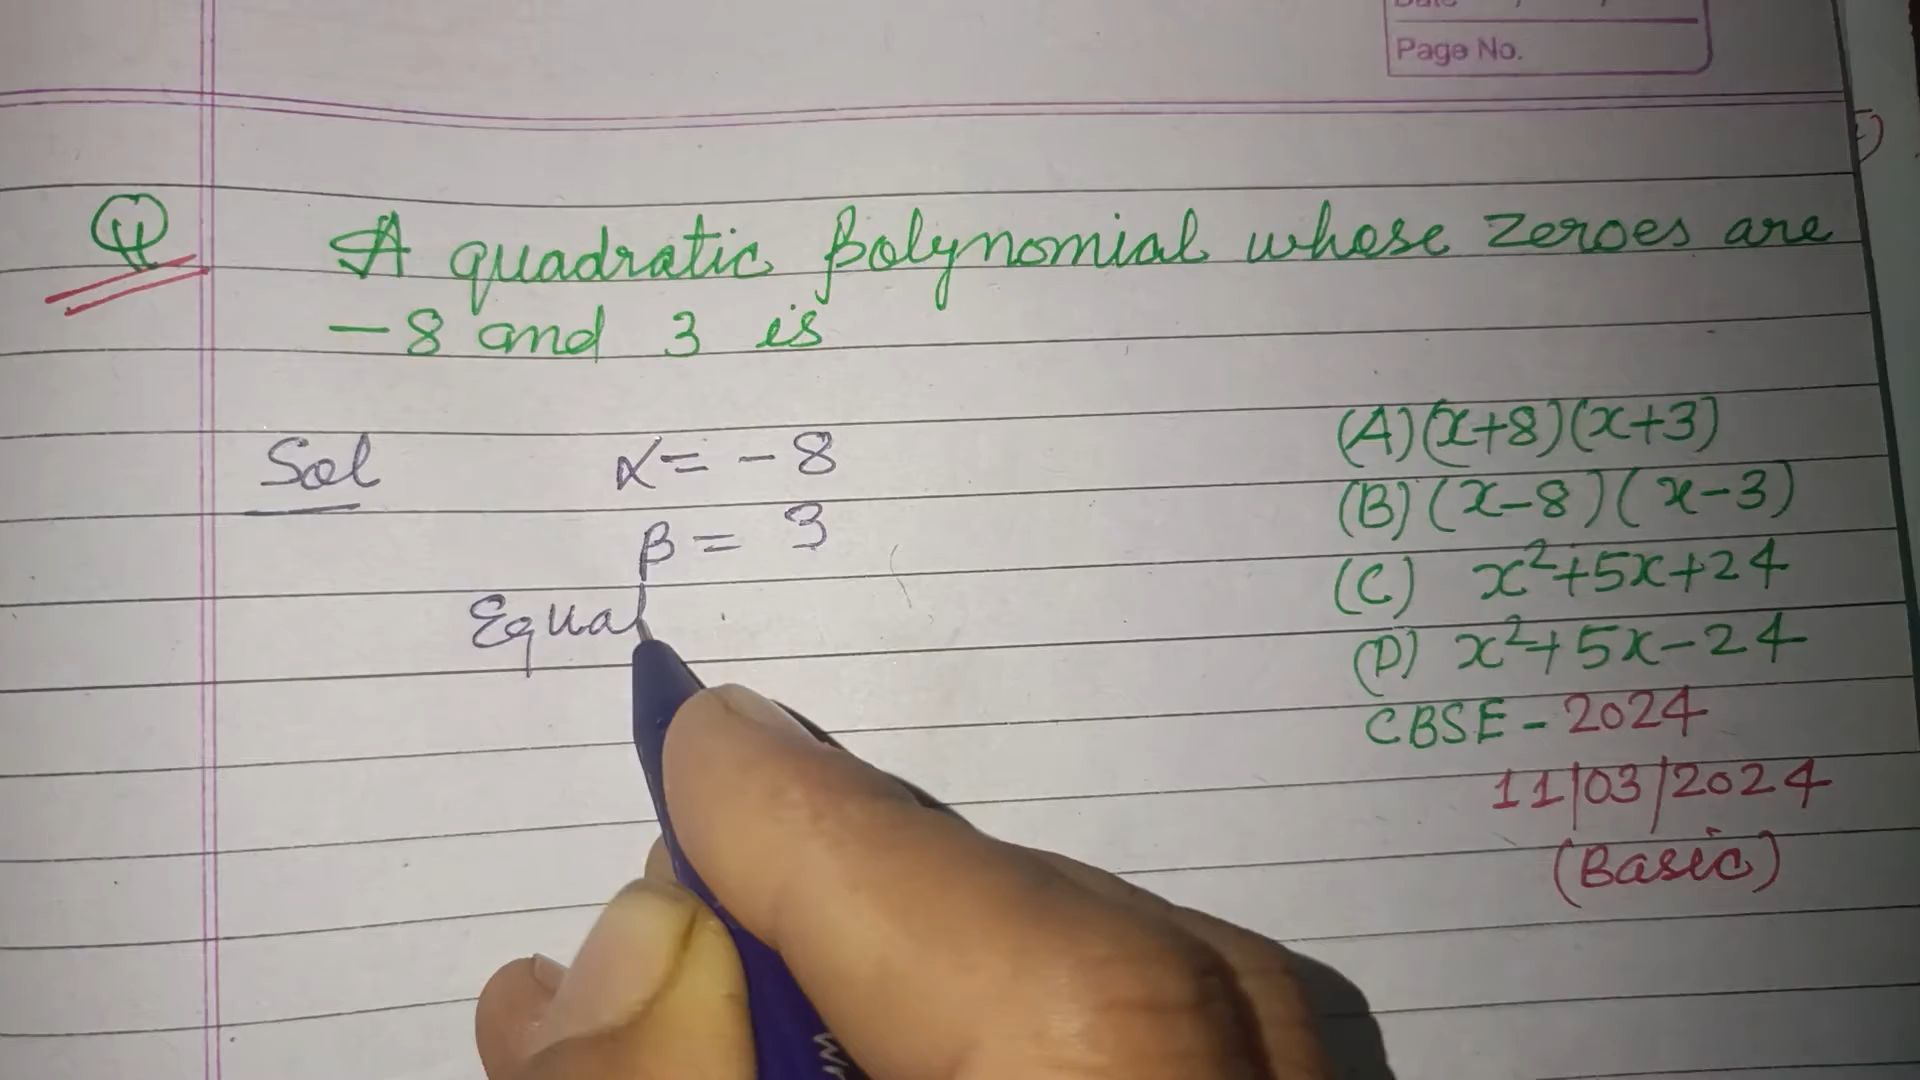 Page No.
Q
A quadratic polynomial whose zeroes are
-8 and 3 is
Sol
α = -8
β = 3
Equat
(A) (x+8)(x+3)
(B) (x-8)(x-3)
(C) x²+5x+24
(D) x²+5x-24
CBSE - 2024
11/03/2024
(Basic)